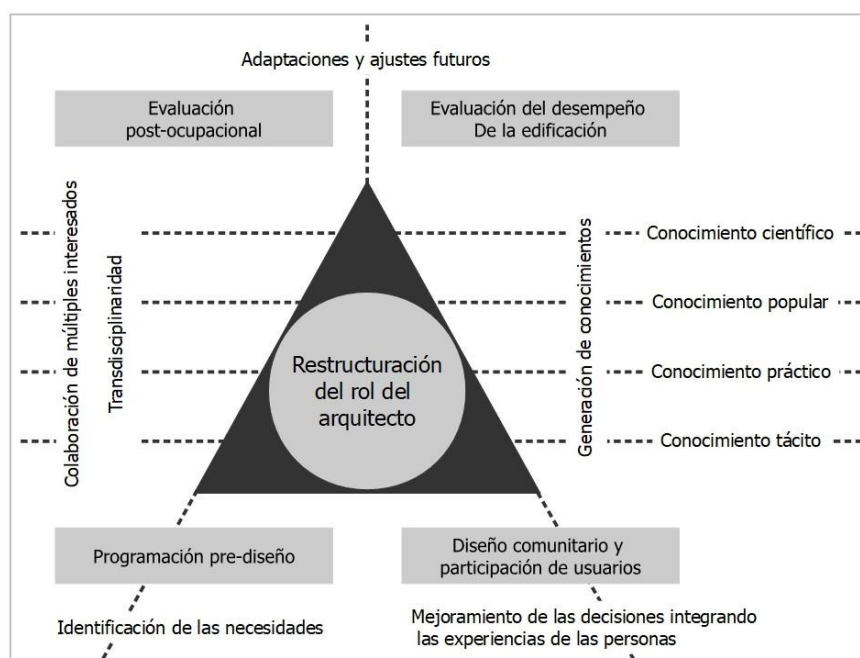 Adaptaciones y ajustes futuros
Evaluación
post-ocupacional
Evaluación del desempeño
De la edificación
Colaboración de múltiples interesados
Transdisciplinaridad
Restructuración
del rol del
arquitecto
Generación de conocimientos
Conocimiento científico
Conocimiento popular
Conocimiento práctico
Conocimiento tácito
Programación pre-diseño
Diseño comunitario y
participación de usuarios
Identificación de las necesidades
Mejoramiento de las decisiones integrando
las experiencias de las personas